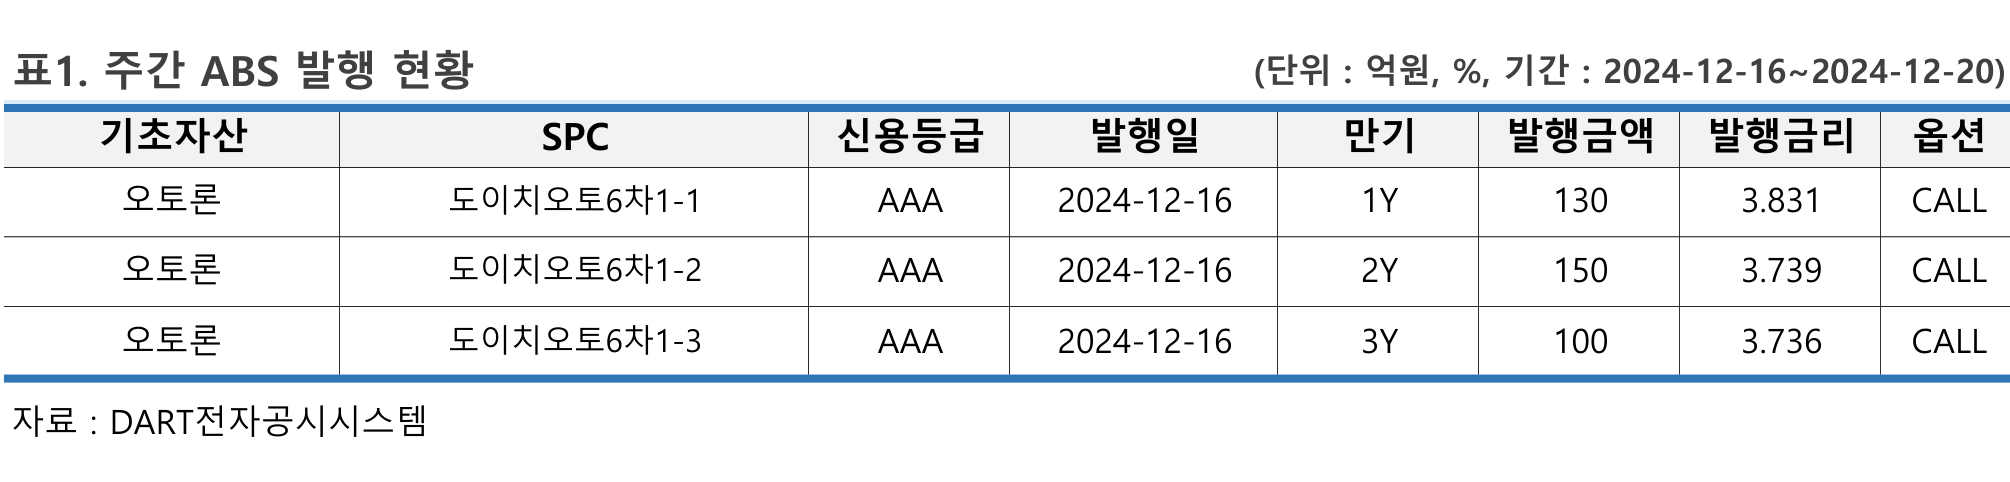 표1. 주간 ABS 발행 현황 (단위 : 억원, %, 기간 : 2024-12-16~2024-12-20)
기초자산 SPC 신용등급 발행일 만기 발행금액 발행금리 옵션
오토론 도이치오토6차1-1 AAA 2024-12-16 1Y 130 3.831 CALL
오토론 도이치오토6차1-2 AAA 2024-12-16 2Y 150 3.739 CALL
오토론 도이치오토6차1-3 AAA 2024-12-16 3Y 100 3.736 CALL
자료 : DART전자공시시스템